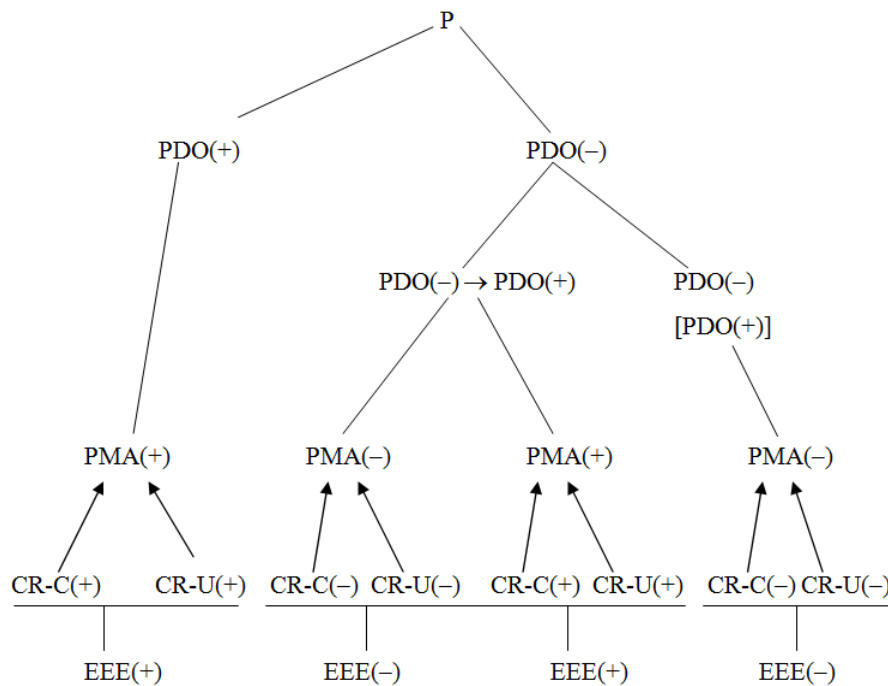 P
PDO(+) PDO(–)
PDO(–) → PDO(+) PDO(–)
[PDO(+)]
PMA(+) PMA(–) PMA(+) PMA(–)
CR-C(+) CR-U(+) CR-C(–) CR-U(–) CR-C(+) CR-U(+) CR-C(–) CR-U(–)
EEE(+) EEE(–) EEE(+) EEE(–)